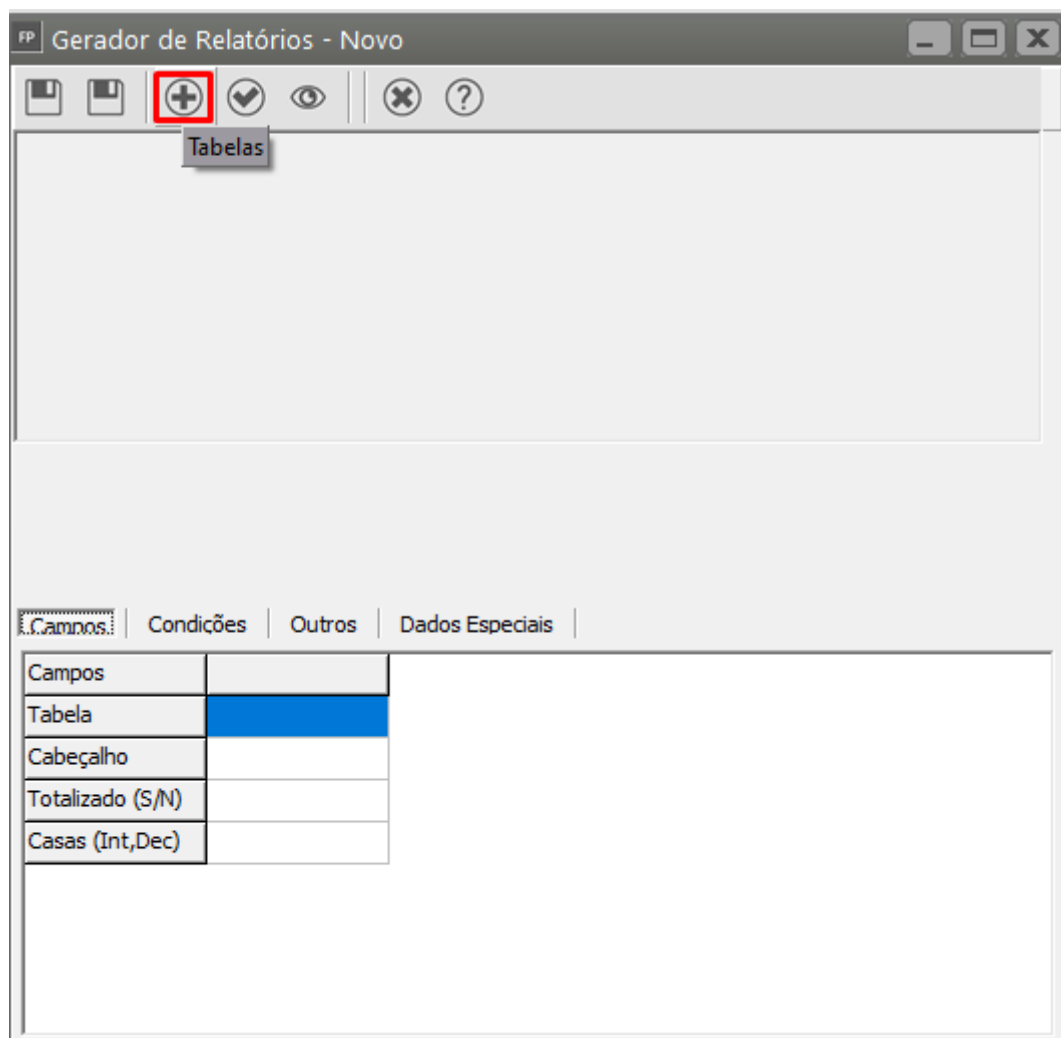 FP Gerador de Relatórios - Novo
Tabelas
Campos Condições Outros Dados Especiais
Campos
Tabela
Cabeçalho
Totalizado (S/N)
Casas (Int,Dec)